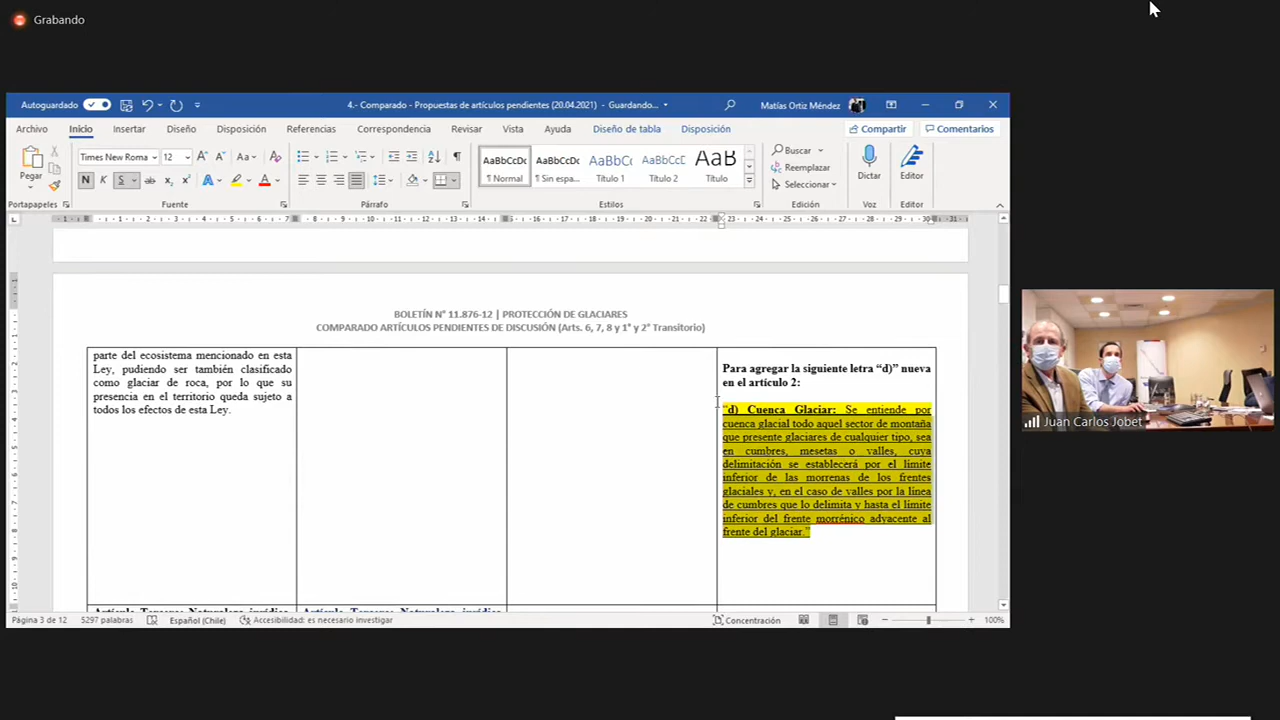 Grabando
Autoguardado
4.- Comparado - Propuestas de artículos pendientes (20.04.2021) - Guardando...
Matías Ortiz Méndez
Archivo Inicio Insertar Diseño Disposición Referencias Correspondencia Revisar Vista Ayuda Diseño de tabla Disposición
Compartir Comentarios
Pegar
Times New Roma 12
N K S ab
AaBbCcDc AaBbCcDc AaBbCc AaBbCcC AaB
¶ Normal ¶ Sin espa... Título 1 Título 2 Título
Buscar
Reemplazar
Seleccionar
Dictar
Editor
Portapapeles Fuente Párrafo Estilos Edición Voz Editor
BOLETÍN N° 11.876-12 | PROTECCIÓN DE GLACIARES
COMPARADO ARTÍCULOS PENDIENTES DE DISCUSIÓN (Arts. 6, 7, 8 y 1° y 2° Transitorio)
parte del ecosistema mencionado en esta
Ley, pudiendo ser también clasificado
como glaciar de roca, por lo que su
presencia en el territorio queda sujeto a
todos los efectos de esta Ley.
Para agregar la siguiente letra “d)” nueva
en el artículo 2:
“d) Cuenca Glaciar: Se entiende por
cuenca glacial todo aquel sector de montaña
que presente glaciares de cualquier tipo, sea
en cumbres, mesetas o valles, cuya
delimitación se establecerá por el límite
inferior de las morrenas de los frentes
glaciales y, en el caso de valles por la línea
de cumbres que lo delimita y hasta el límite
inferior del frente morrénico adyacente al
frente del glaciar.”
Artículo Tercero: Naturaleza jurídica
Artículo Tercero: Naturaleza jurídica
Página 3 de 12 5297 palabras Español (Chile) Accesibilidad: es necesario investigar
Concentración 100%
Juan Carlos Jobet